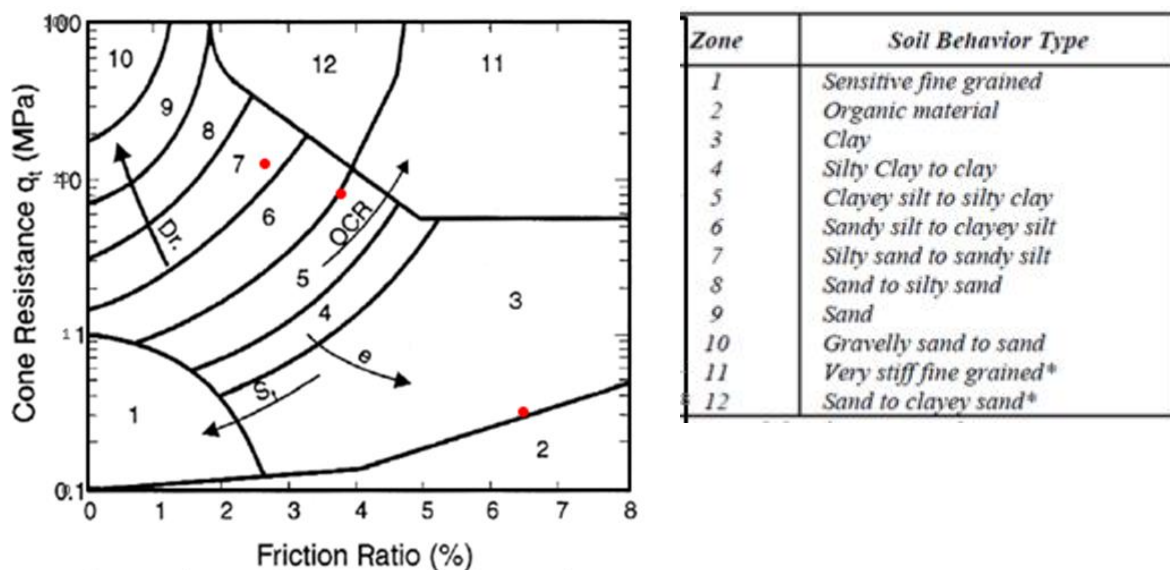 100
10
1 1
0.1
Cone Resistance qt (MPa)
10
12
11
9
8
7
6
5
4
3
1
2
Dr.
OCR
e
St
0 1 2 3 4 5 6 7 8
Friction Ratio (%)
Zone Soil Behavior Type
1 Sensitive fine grained
2 Organic material
3 Clay
4 Silty Clay to clay
5 Clayey silt to silty clay
6 Sandy silt to clayey silt
7 Silty sand to sandy silt
8 Sand to silty sand
9 Sand
10 Gravelly sand to sand
11 Very stiff fine grained*
12 Sand to clayey sand*